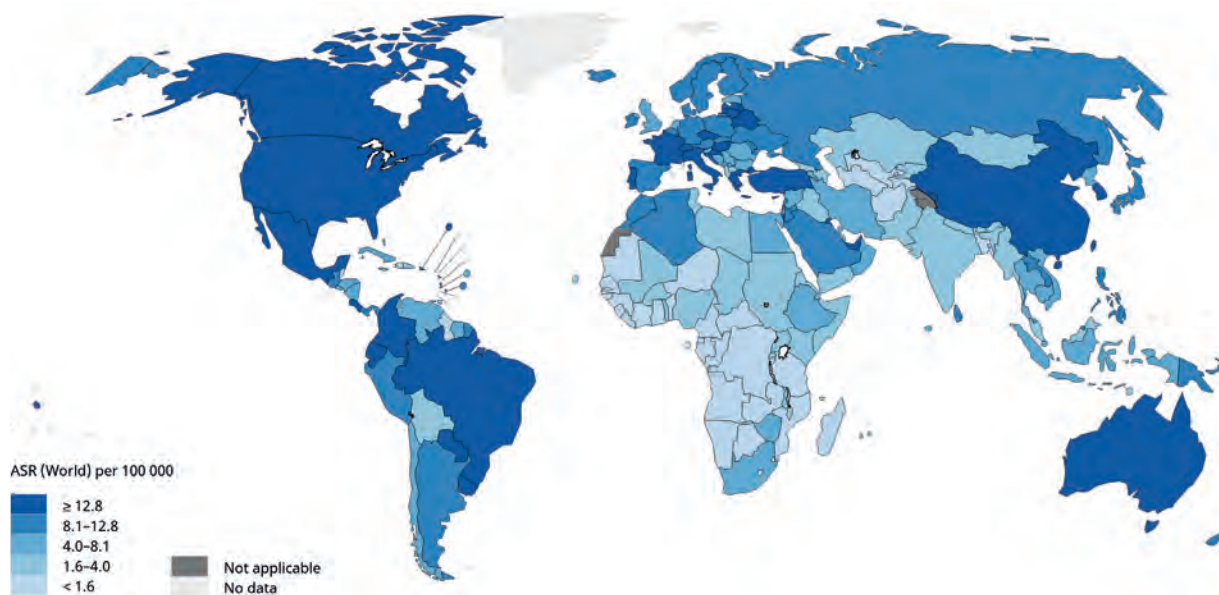 ASR (World) per 100 000
≥ 12.8
8.1–12.8
4.0–8.1
1.6–4.0
< 1.6
Not applicable
No data